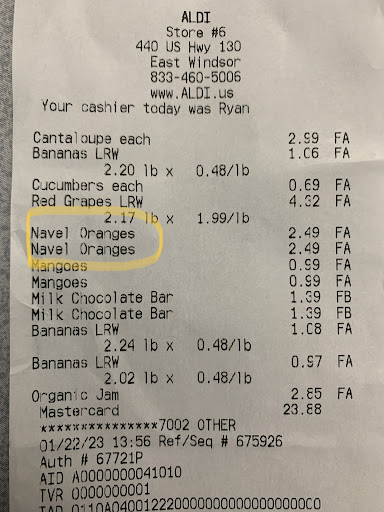 ALDI
Store #6
440 US Hwy 130
East Windsor
833-460-5006
www.ALDI.us
Your cashier today was Ryan
Cantaloupe each 2.99 FA
Bananas LRW 1.06 FA
2.20 lb x 0.48/lb
Cucumbers each 0.69 FA
Red Grapes LRW 4.32 FA
2.17 lb x 1.99/lb
Navel Oranges 2.49 FA
Navel Oranges 2.49 FA
Mangoes 0.99 FA
Mangoes 0.99 FA
Milk Chocolate Bar 1.39 FB
Milk Chocolate Bar 1.39 FB
Bananas LRW 1.08 FA
2.24 lb x 0.48/lb
Bananas LRW 0.97 FA
2.02 lb x 0.48/lb
Organic Jam 2.85 FA
Mastercard 23.88
***************7002 OTHER
01/22/23 13:56 Ref/Seq # 675926
Auth # 67721P
AID A0000000041010
TVR 0000000001